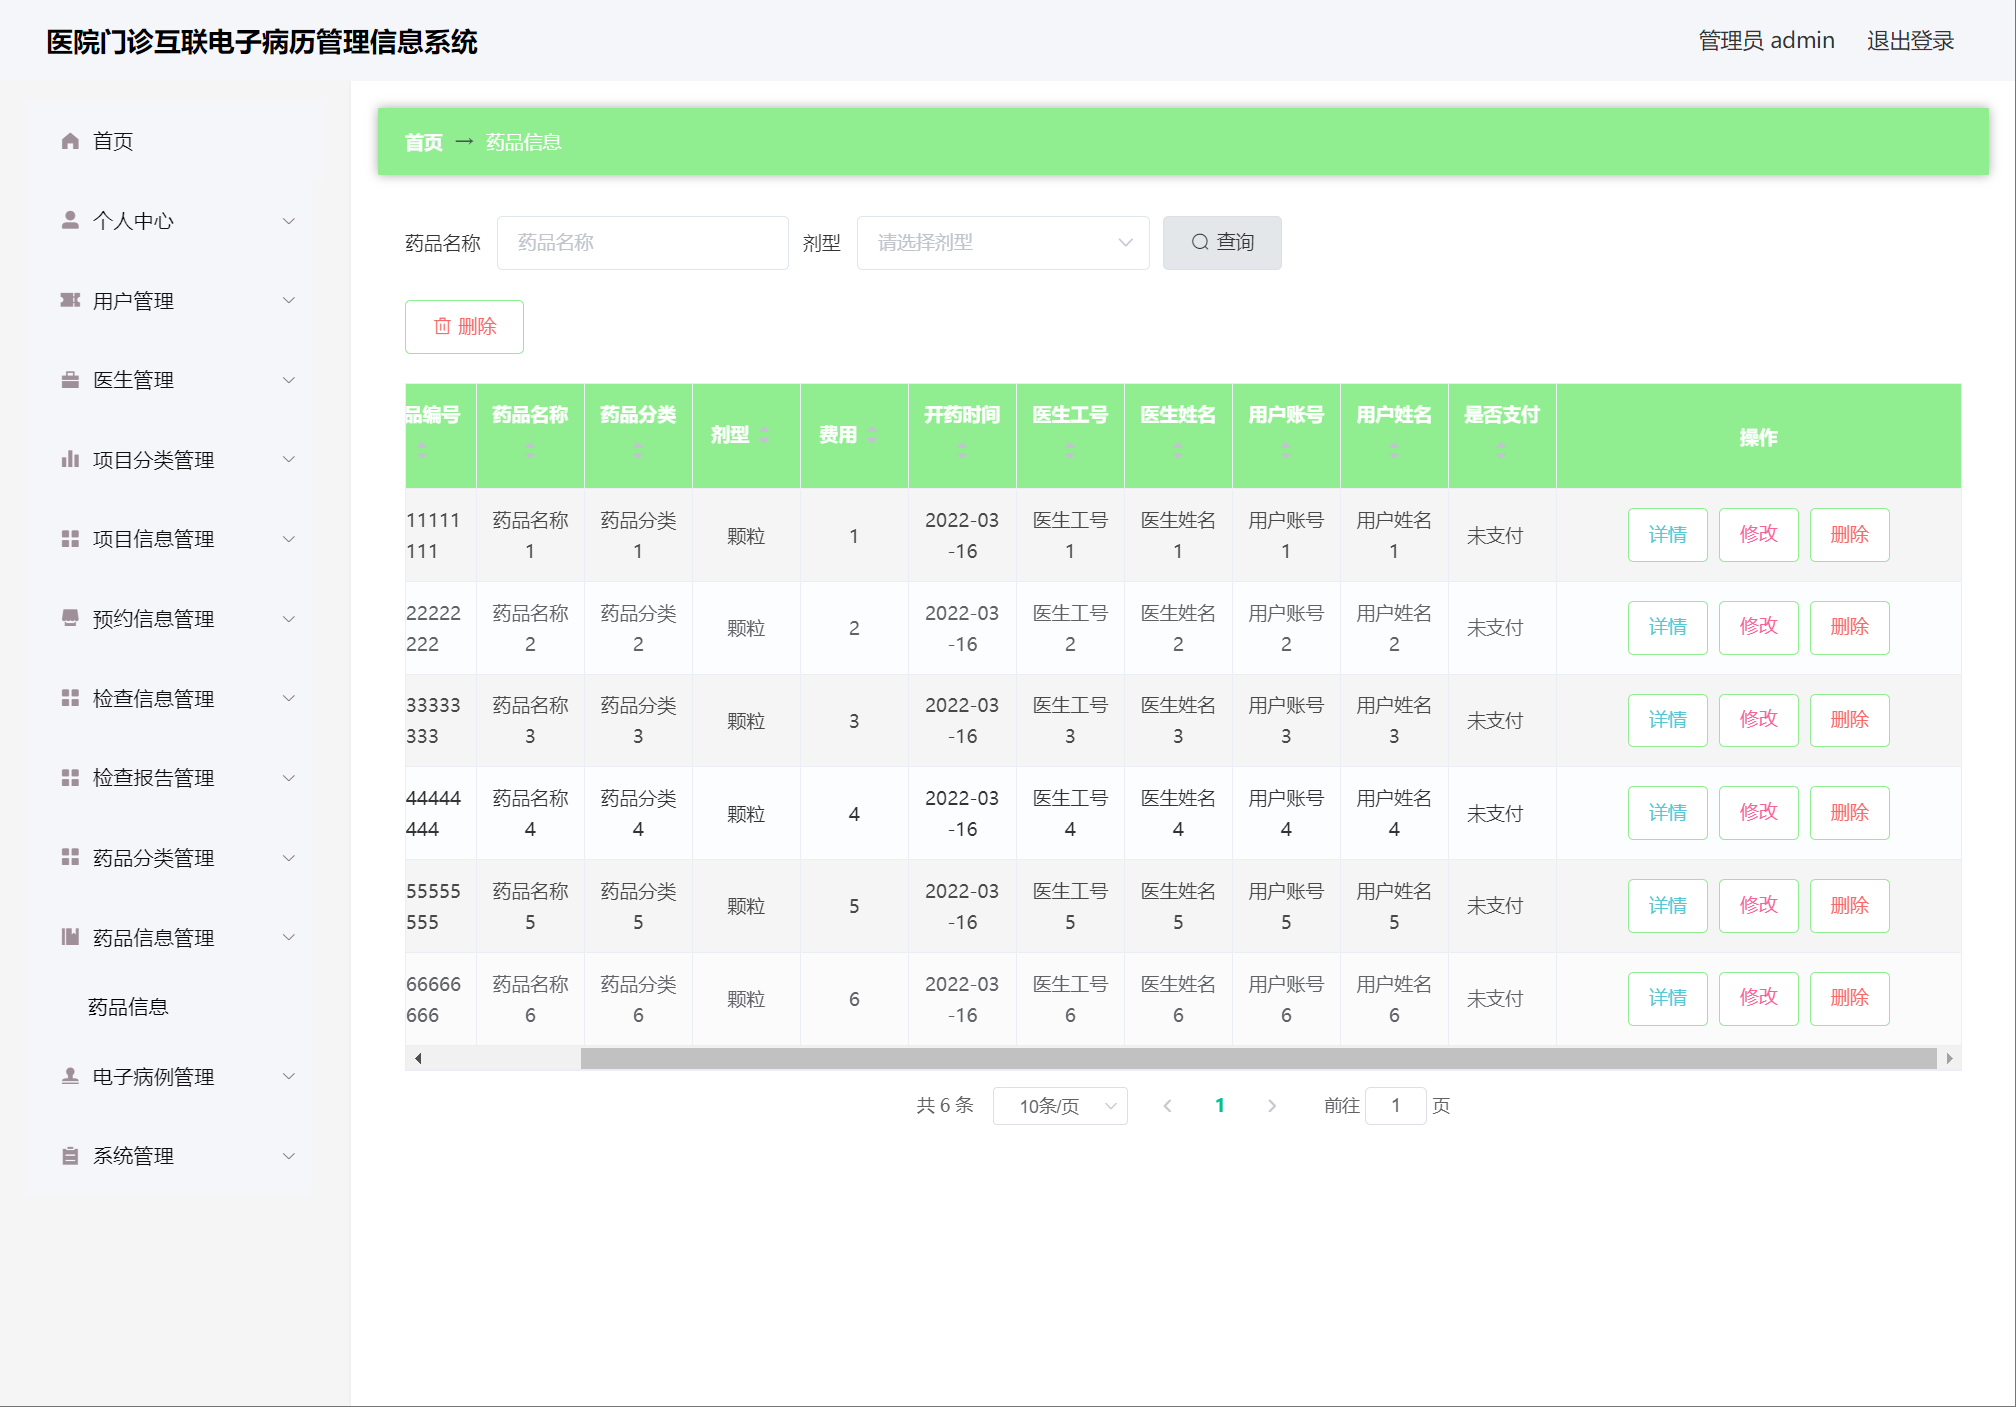 医院门诊互联电子病历管理信息系统
管理员 admin 退出登录
首页
个人中心
用户管理
医生管理
项目分类管理
项目信息管理
预约信息管理
检查信息管理
检查报告管理
药品分类管理
药品信息管理
药品信息
电子病例管理
系统管理
首页 → 药品信息
药品名称 药品名称 剂型 请选择剂型 查询
删除
品编号 药品名称 药品分类 剂型 费用 开药时间 医生工号 医生姓名 用户账号 用户姓名 是否支付 操作
11111 药品名称 药品分类 颗粒 1 2022-03 医生工号 医生姓名 用户账号 用户姓名 未支付 详情 修改 删除
111 1 1 -16 1 1 1 1
22222 药品名称 药品分类 颗粒 2 2022-03 医生工号 医生姓名 用户账号 用户姓名 未支付 详情 修改 删除
222 2 2 -16 2 2 2 2
33333 药品名称 药品分类 颗粒 3 2022-03 医生工号 医生姓名 用户账号 用户姓名 未支付 详情 修改 删除
333 3 3 -16 3 3 3 3
44444 药品名称 药品分类 颗粒 4 2022-03 医生工号 医生姓名 用户账号 用户姓名 未支付 详情 修改 删除
444 4 4 -16 4 4 4 4
55555 药品名称 药品分类 颗粒 5 2022-03 医生工号 医生姓名 用户账号 用户姓名 未支付 详情 修改 删除
555 5 5 -16 5 5 5 5
66666 药品名称 药品分类 颗粒 6 2022-03 医生工号 医生姓名 用户账号 用户姓名 未支付 详情 修改 删除
666 6 6 -16 6 6 6 6
共 6 条 10条/页 1 前往 1 页